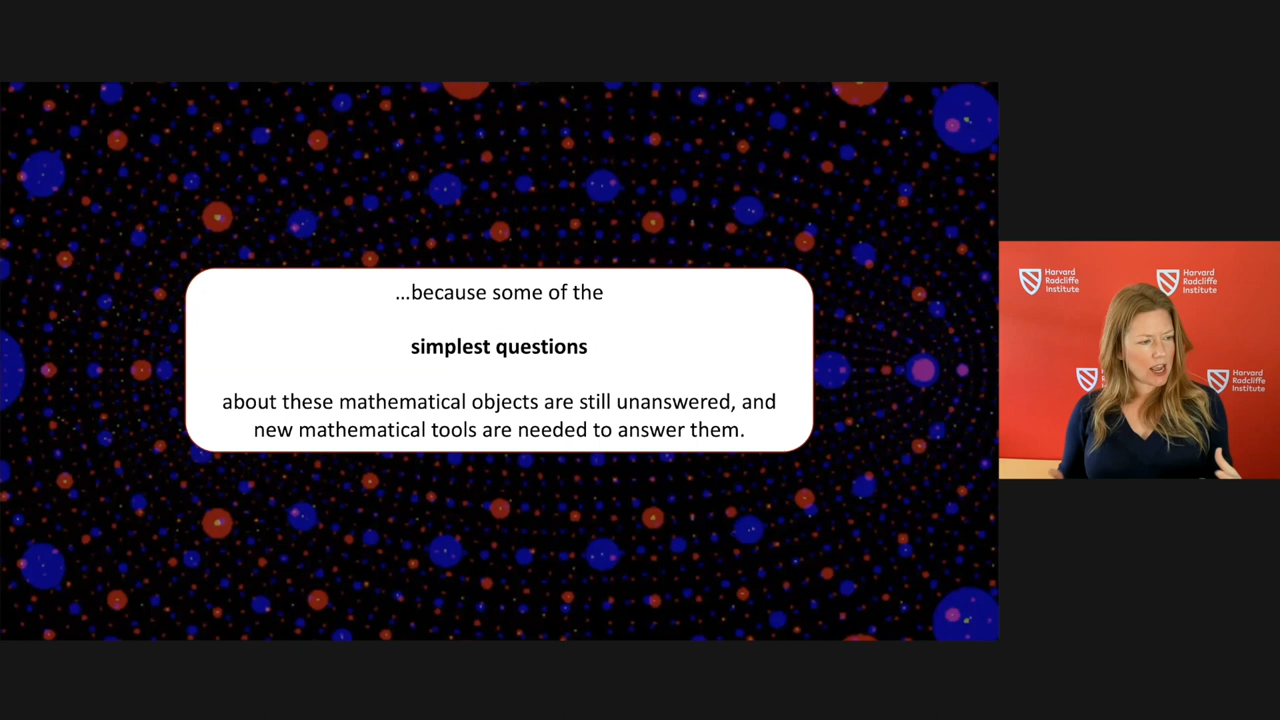 …because some of the
simplest questions
about these mathematical objects are still unanswered, and
new mathematical tools are needed to answer them.
Harvard
Radcliffe
Institute
Harvard
Radcliffe
Institute
Harvard
Radcliffe
Institute